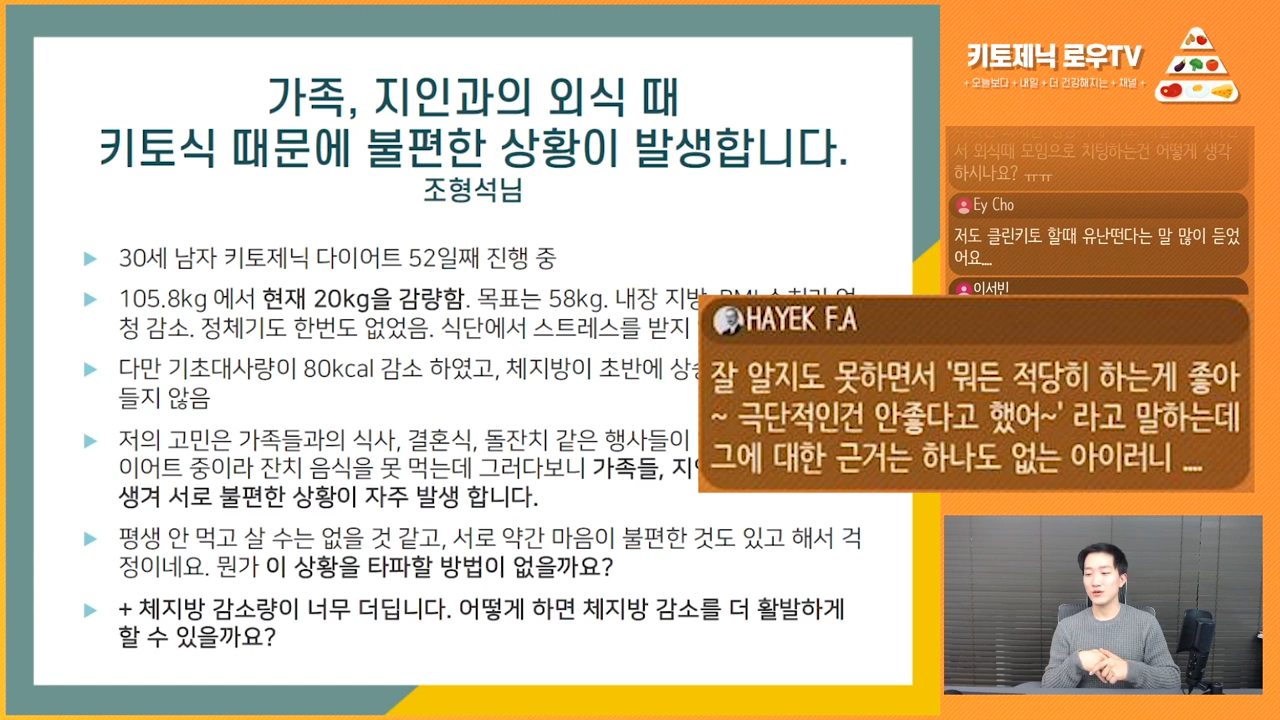 가족, 지인과의 외식 때
키토식 때문에 불편한 상황이 발생합니다.
조형석님
▶ 30세 남자 키토제닉 다이어트 52일째 진행 중
▶ 105.8kg 에서 현재 20kg을 감량함. 목표는 58kg. 내장 지방,
청 감소. 정체기도 한번도 없었음. 식단에서 스트레스를 받지
▶ 다만 기초대사량이 80kcal 감소 하였고, 체지방이 초반에
들지 않음
▶ 저의 고민은 가족들과의 식사, 결혼식, 돌잔치 같은 행사들이
이어트 중이라 잔치 음식을 못 먹는데 그러다보니 가족들,
생겨 서로 불편한 상황이 자주 발생 합니다.
▶ 평생 안 먹고 살 수는 없을 것 같고, 서로 약간 마음이 불편한 것도 있고 해서 걱
정이네요. 뭔가 이 상황을 타파할 방법이 없을까요?
▶ + 체지방 감소량이 너무 더딥니다. 어떻게 하면 체지방 감소를 더 활발하게
할 수 있을까요?
키토제닉 로우TV
+ 오늘보다 + 내일 + 더 건강해지는 + 채널 +
서 외식때 모임으로 치팅하는건 어떻게 생각
하시나요? ㅠㅠ
Ey Cho
저도 클린키토 할때 유난떤다는 말 많이 듣었
어요....
이서빈
HAYEK F.A
잘 알지도 못하면서 '뭐든 적당히 하는게 좋아
~ 극단적인건 안좋다고 했어~' 라고 말하는데
그에 대한 근거는 하나도 없는 아이러니 ....